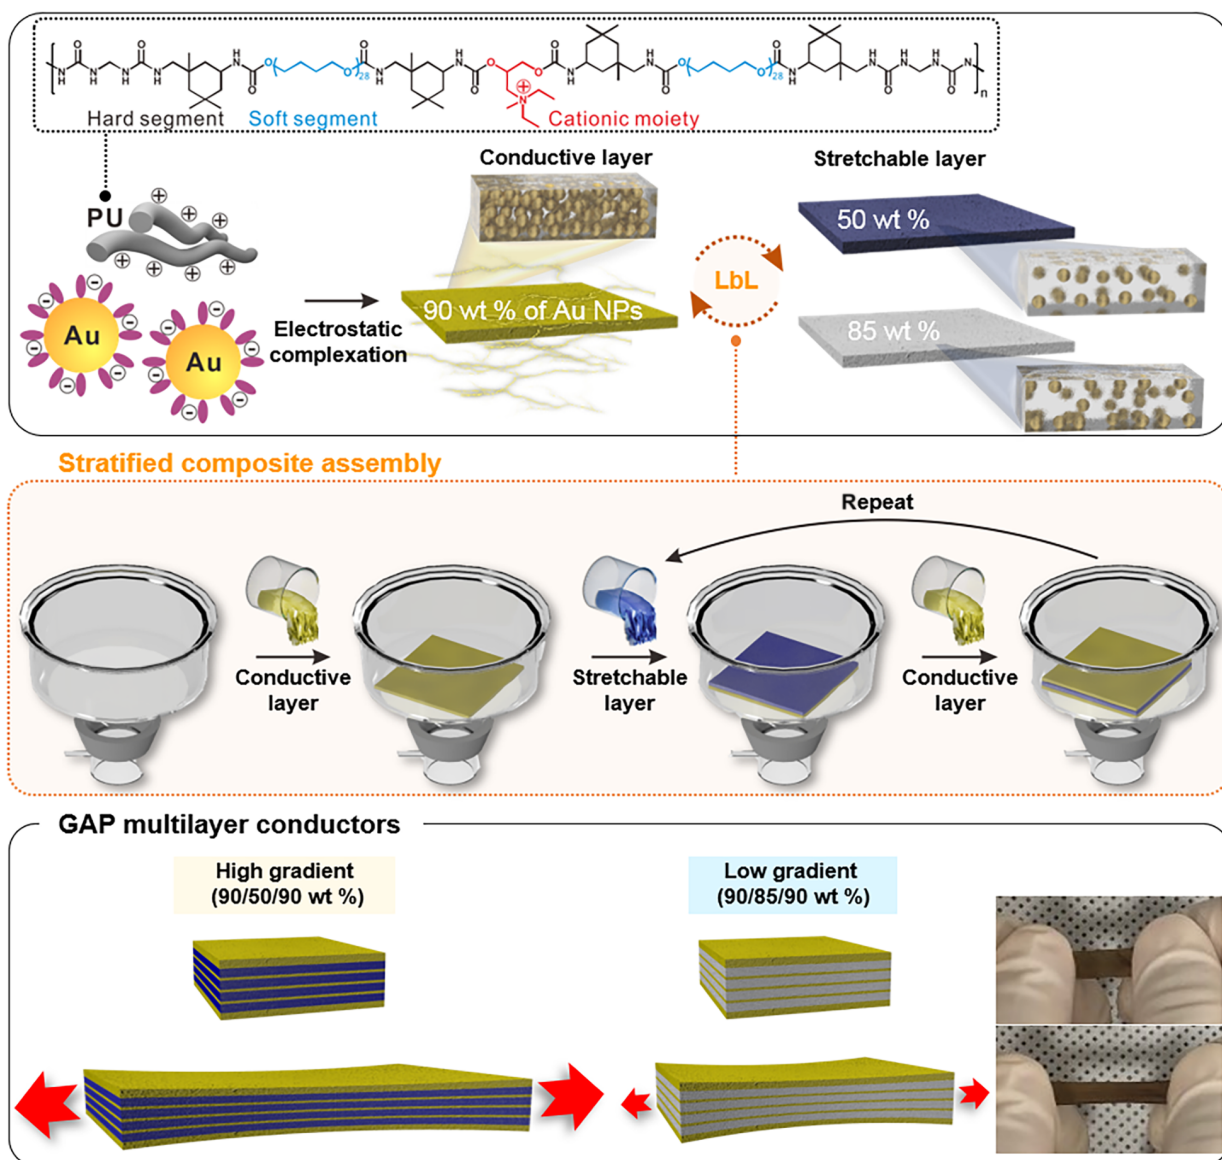 Hard segment
Soft segment
Cationic moiety
28
28
n
PU
Au
Au
Electrostatic
complexation
Conductive layer
90 wt % of Au NPs
LbL
Stretchable layer
50 wt %
85 wt %
Stratified composite assembly
Repeat
Conductive
layer
Stretchable
layer
Conductive
layer
GAP multilayer conductors
High gradient
(90/50/90 wt %)
Low gradient
(90/85/90 wt %)